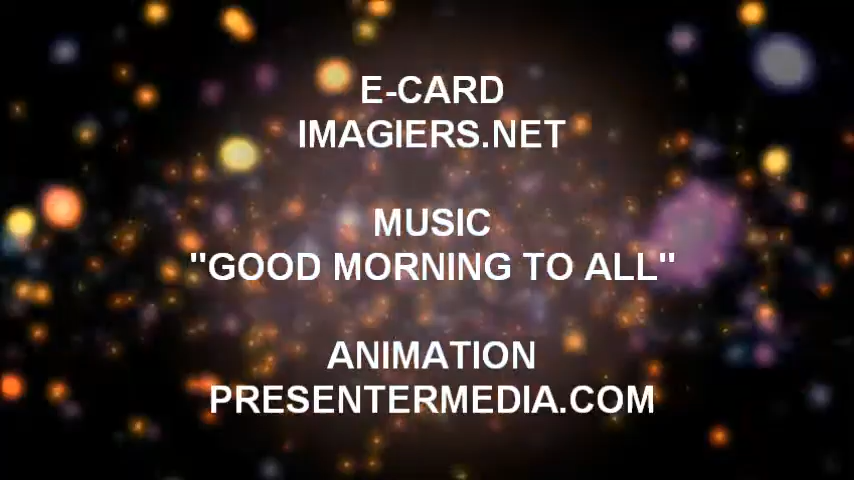 E-CARD
IMAGIERS.NET
MUSIC
"GOOD MORNING TO ALL"
ANIMATION
PRESENTERMEDIA.COM